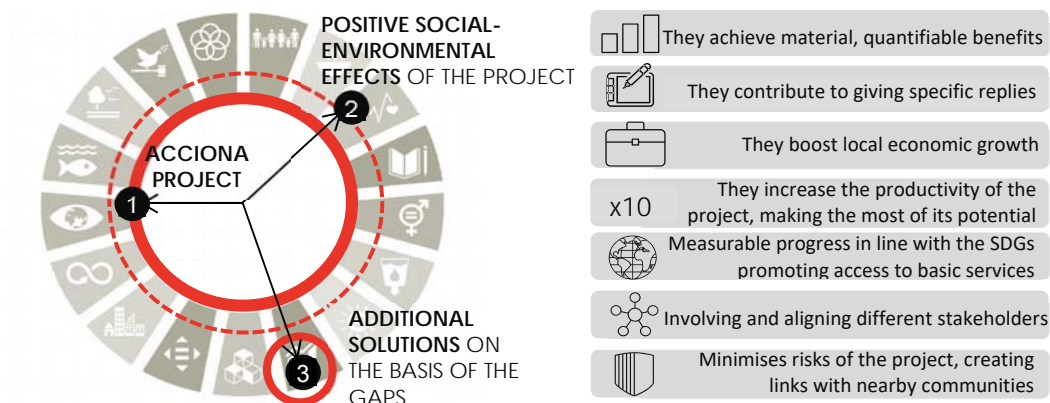 POSITIVE SOCIAL-
ENVIRONMENTAL
EFFECTS OF THE PROJECT
2
ACCIONA
PROJECT
1
ADDITIONAL
SOLUTIONS ON
THE BASIS OF THE
GAPS
3
They achieve material, quantifiable benefits
They contribute to giving specific replies
They boost local economic growth
x10
They increase the productivity of the
project, making the most of its potential
Measurable progress in line with the SDGs
promoting access to basic services
Involving and aligning different stakeholders
Minimises risks of the project, creating
links with nearby communities